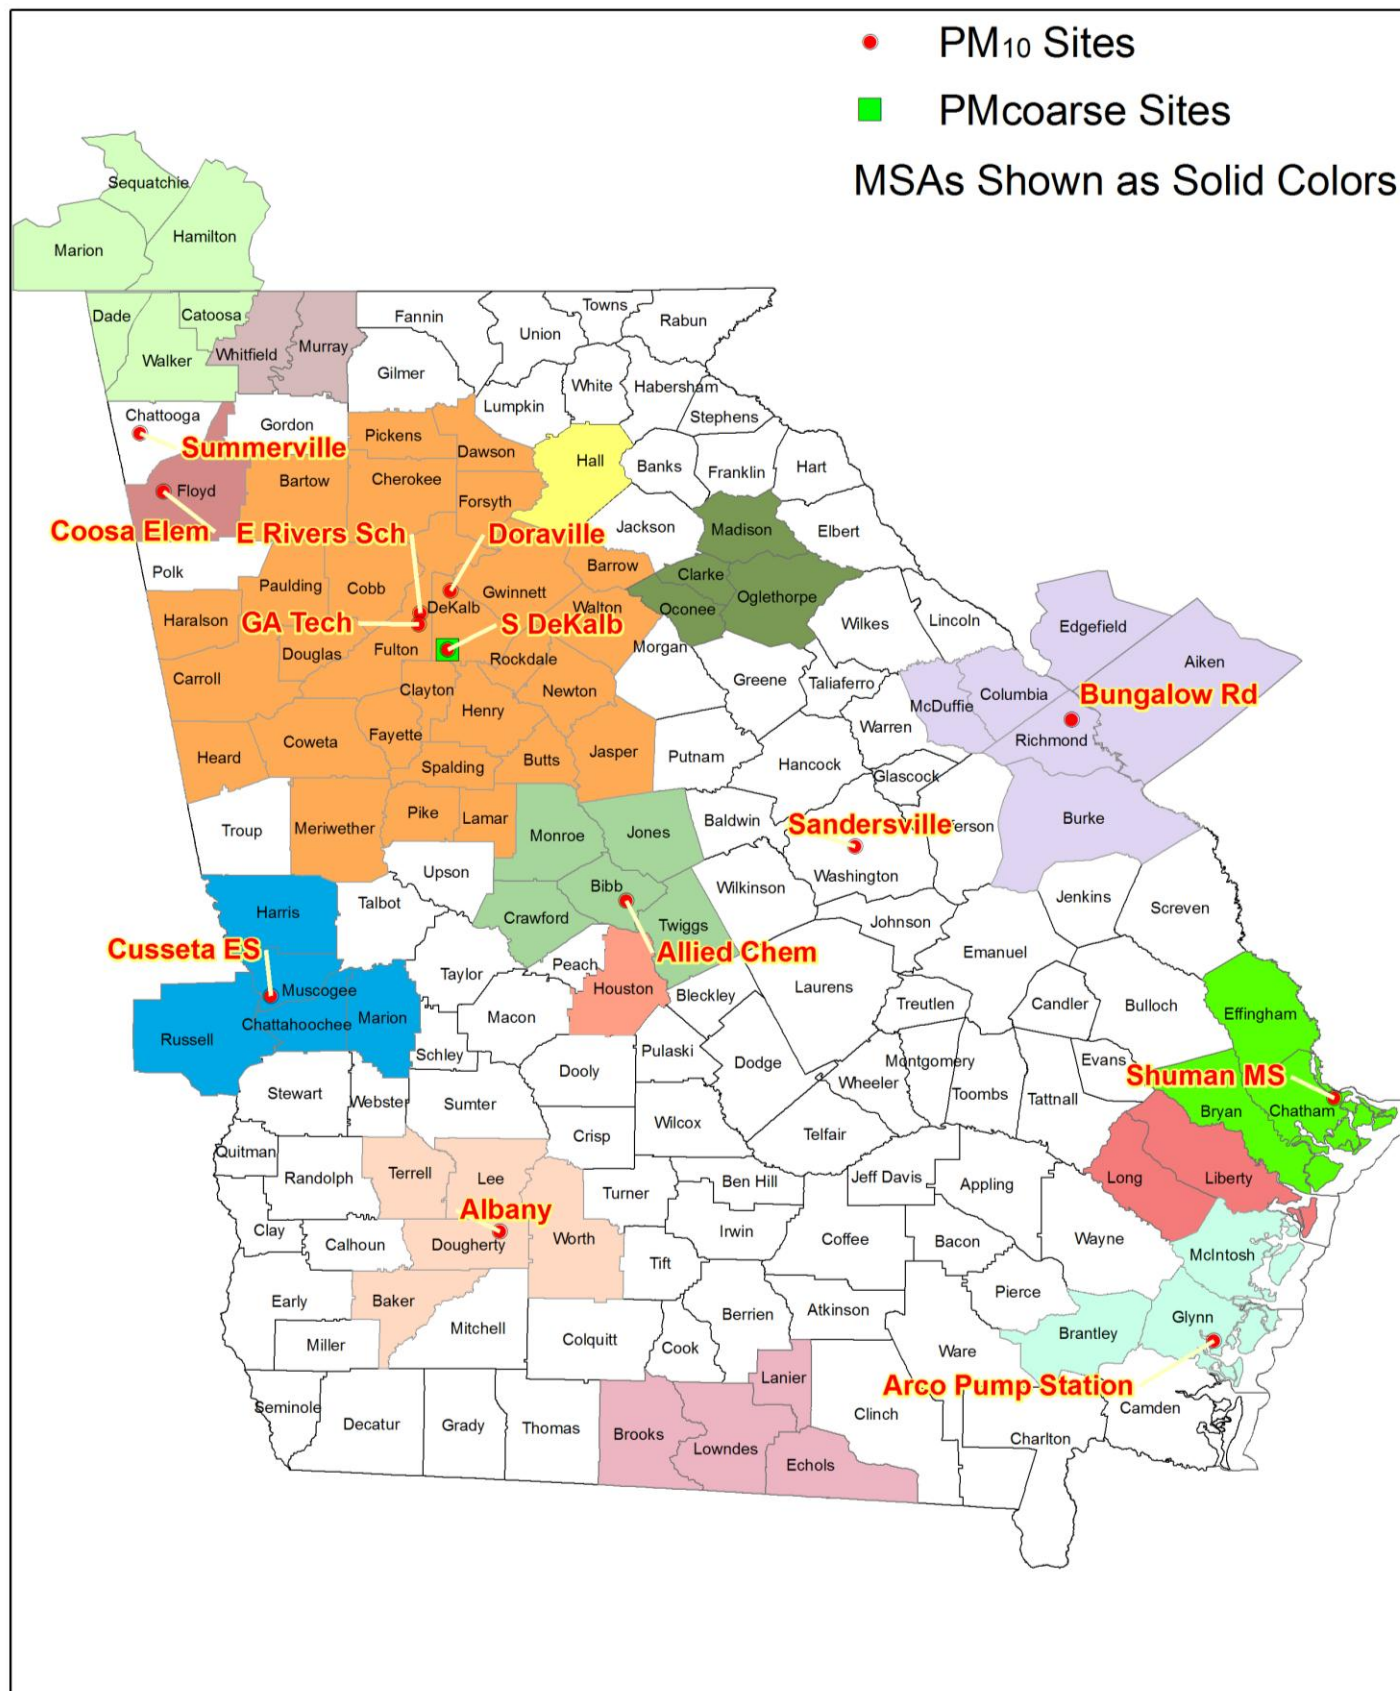 PM10 Sites
PMcoarse Sites
MSAs Shown as Solid Colors
Sequatchie
Marion
Hamilton
Dade
Catoosa
Walker
Whitfield
Murray
Fannin
Union
Towns
Rabun
Gilmer
White
Habersham
Lumpkin
Stephens
Chattooga
Gordon
Pickens
Dawson
Hall
Banks
Franklin
Hart
Summerville
Floyd
Bartow
Cherokee
Forsyth
Jackson
Madison
Elbert
Coosa Elem
E Rivers Sch
Doraville
Polk
Paulding
Cobb
DeKalb
Gwinnett
Barrow
Clarke
Oglethorpe
Oconee
Haralson
GA Tech
S DeKalb
Walton
Wilkes
Lincoln
Edgefield
Aiken
Douglas
Fulton
Rockdale
Morgan
Carroll
Clayton
Newton
Greene
Taliaferro
McDuffie
Columbia
Bungalow Rd
Henry
Warren
Richmond
Heard
Coweta
Fayette
Spalding
Butts
Jasper
Putnam
Hancock
Glascock
Troup
Meriwether
Pike
Lamar
Monroe
Jones
Baldwin
Sandersville
fferson
Burke
Upson
Bibb
Wilkinson
Washington
Jenkins
Screven
Harris
Talbot
Crawford
Twiggs
Johnson
Cusseta ES
Allied Chem
Emanuel
Taylor
Peach
Houston
Bleckley
Laurens
Treutlen
Candler
Bulloch
Effingham
Muscogee
Macon
Russell
Chattahoochee
Marion
Schley
Dooly
Pulaski
Dodge
Wheeler
Montgomery
Toombs
Tattnall
Evans
Shuman MS
Bryan
Chatham
Stewart
Webster
Sumter
Crisp
Wilcox
Telfair
Quitman
Randolph
Terrell
Lee
Turner
Ben Hill
Jeff Davis
Appling
Long
Liberty
Albany
Clay
Calhoun
Dougherty
Worth
Tift
Irwin
Coffee
Bacon
Wayne
McIntosh
Early
Baker
Mitchell
Berrien
Atkinson
Pierce
Glynn
Miller
Colquitt
Cook
Ware
Brantley
Lanier
Arco Pump Station
Seminole
Decatur
Grady
Thomas
Brooks
Lowndes
Echols
Clinch
Charlton
Camden